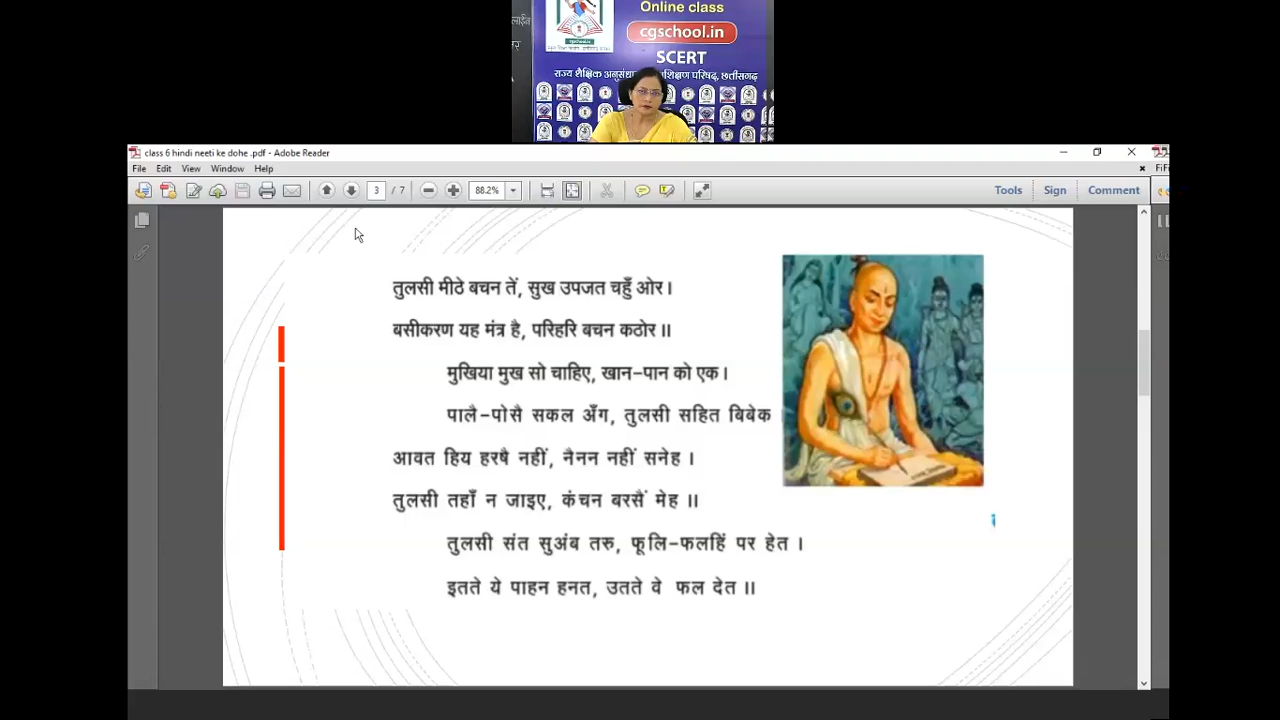 लाईन
Online class
cgschool.in
SCERT
class 6 hindi neeti ke dohe .pdf - Adobe Reader
File Edit View Window Help
3 / 7 88.2% Tools Sign Comment
तुलसी मीठे बचन तें, सुख उपजत चहुँ ओर।
बसीकरण यह मंत्र है, परिहरि बचन कठोर॥
मुखिया मुख सो चाहिए, खान-पान को एक।
पालै-पोसै सकल अँग, तुलसी सहित बिबेक
आवत हिय हरषै नहीं, नैनन नहीं सनेह ।
तुलसी तहाँ न जाइए, कंचन बरसैं मेह ॥
तुलसी संत सुअंब तरु, फूलि-फलहिं पर हेत ।
इतते ये पाहन हनत, उतते वे फल देत ॥